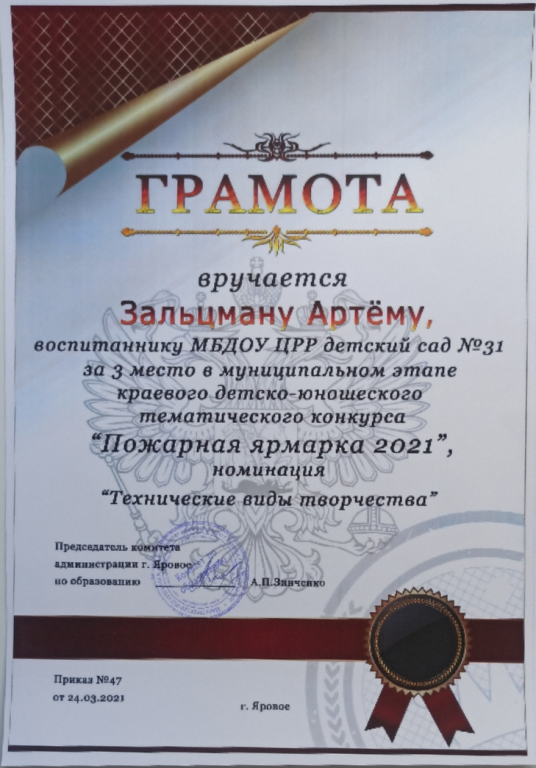 ГРАМОТА
вручается
Зальцману Артёму,
воспитаннику МБДОУ ЦРР детский сад №31
за 3 место в муниципальном этапе
краевого детско-юношеского
тематического конкурса
“Пожарная ярмарка 2021”,
номинация
“Технические виды творчества”
Председатель комитета
администрации г. Яровое
по образованию А.П.Зинченко
Приказ №47
от 24.03.2021
г. Яровое